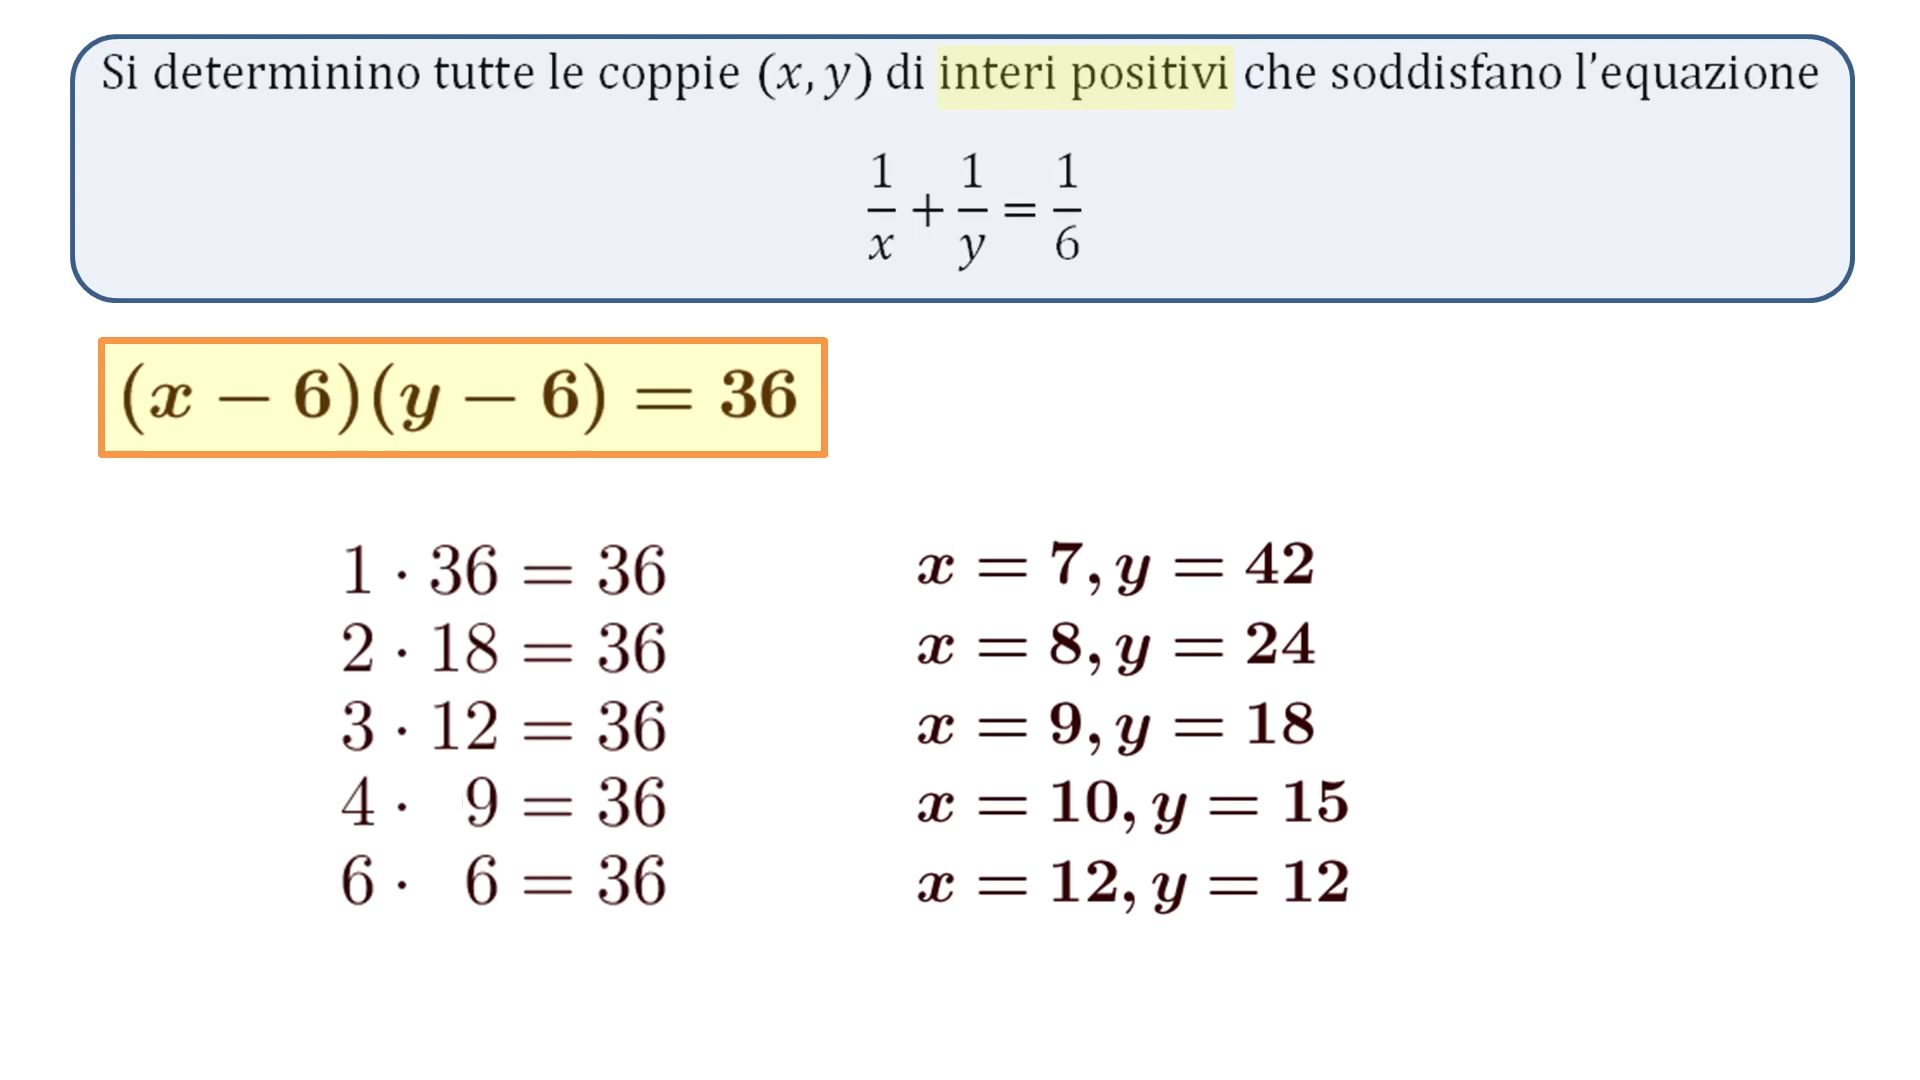 Si determinino tutte le coppie (x, y) di interi positivi che soddisfano l'equazione
1/x + 1/y = 1/6
(x − 6)(y − 6) = 36
1 · 36 = 36
2 · 18 = 36
3 · 12 = 36
4 · 9 = 36
6 · 6 = 36
x = 7, y = 42
x = 8, y = 24
x = 9, y = 18
x = 10, y = 15
x = 12, y = 12